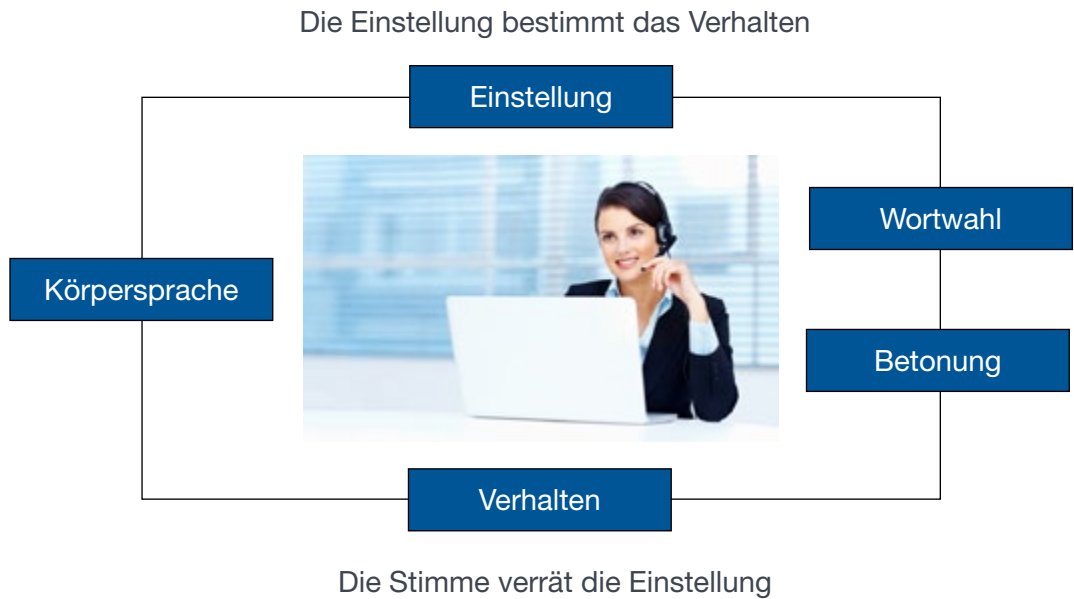 Die Einstellung bestimmt das Verhalten
Einstellung
Wortwahl
Körpersprache
Betonung
Verhalten
Die Stimme verrät die Einstellung